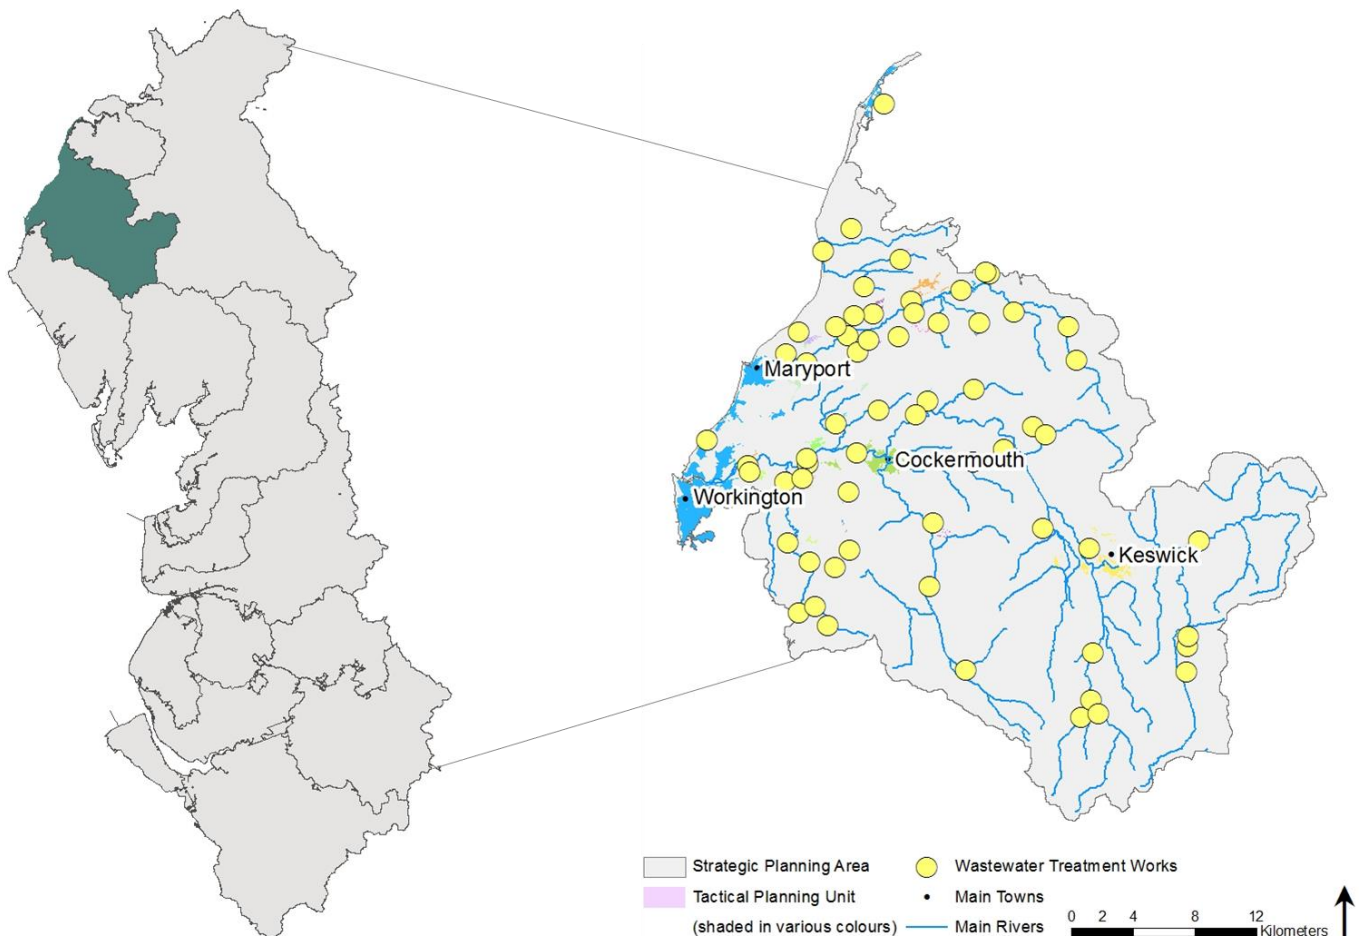 Maryport
Cockermouth
Workington
Keswick
Strategic Planning Area
Wastewater Treatment Works
Tactical Planning Unit
Main Towns
(shaded in various colours)
Main Rivers
0 2 4 8 12
Kilometers